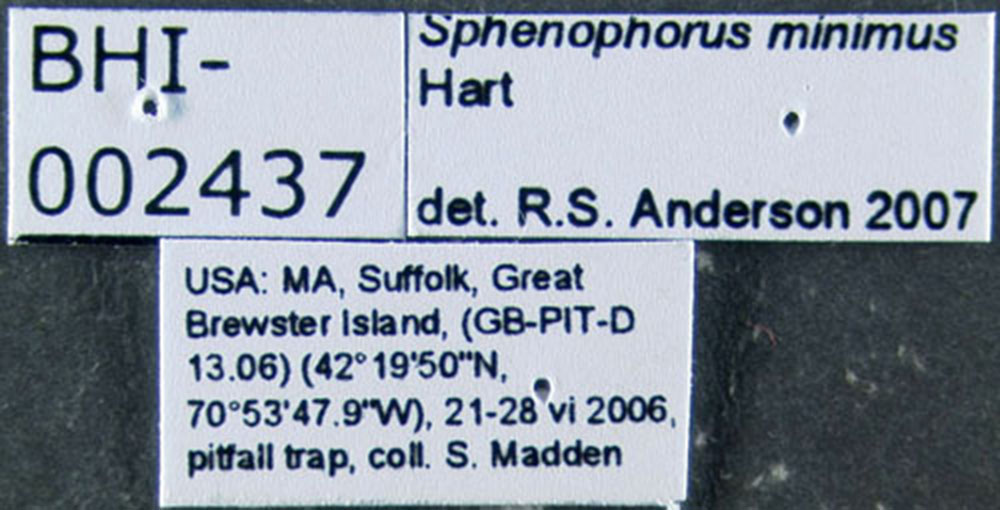 BHI-
002437
Sphenophorus minimus
Hart
det. R.S. Anderson 2007
USA: MA, Suffolk, Great
Brewster Island, (GB-PIT-D
13.06) (42°19'50"N,
70°53'47.9"W), 21-28 vi 2006,
pitfall trap, coll. S. Madden